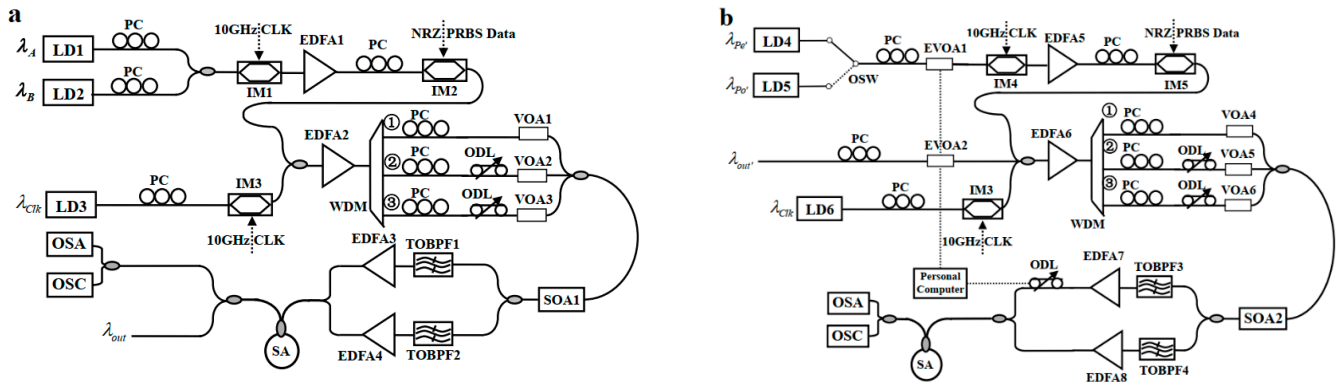 a
λA LD1 PC 10GHz CLK EDFA1 PC NRZ PRBS Data
λB LD2 PC IM1 IM2
EDFA2 ① PC VOA1
② PC ODL VOA2
λClk LD3 PC IM3 WDM ③ PC ODL VOA3
10GHz CLK
OSA EDFA3 TOBPF1
OSC SOA1
λout SA EDFA4 TOBPF2
b
λPe' LD4 PC EVOA1 10GHz CLK EDFA5 PC NRZ PRBS Data
λPo' LD5 OSW IM4 IM5
PC EDFA6 ① PC VOA4
λout' EVOA2 ② PC ODL VOA5
λClk LD6 PC IM3 WDM ③ PC ODL VOA6
10GHz CLK
Personal
Computer
ODL EDFA7 TOBPF3
OSA
OSC SOA2
SA EDFA8 TOBPF4